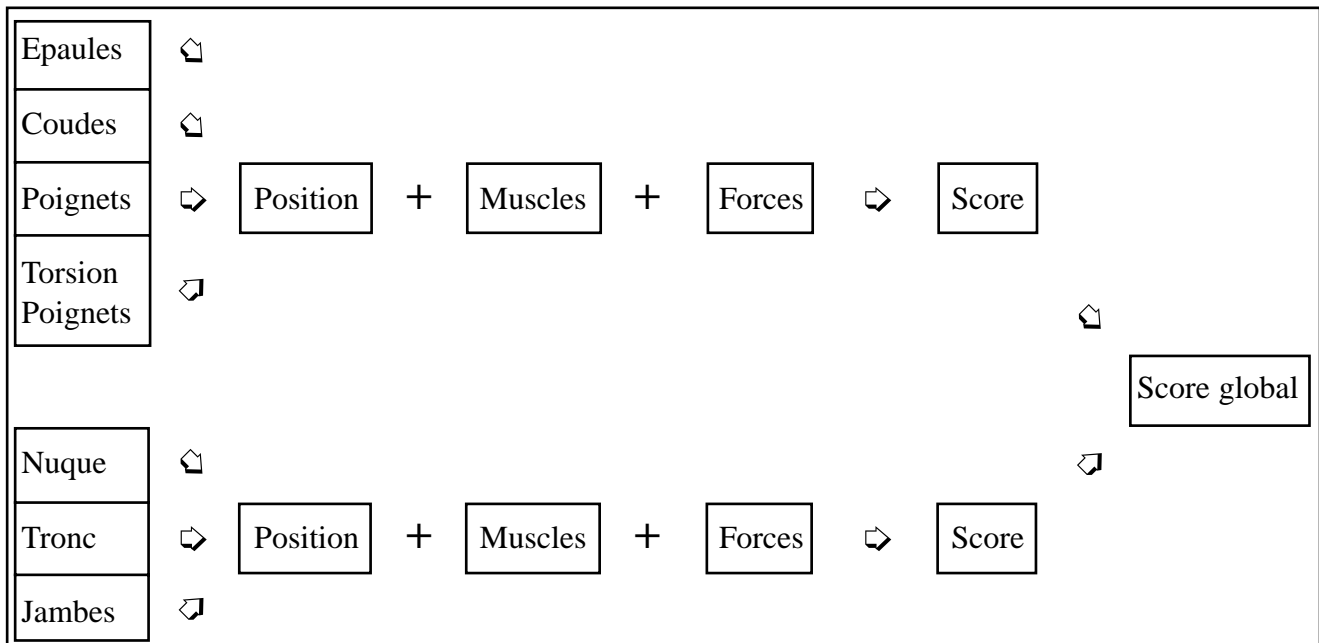 Epaules
Coudes
Poignets Position + Muscles + Forces Score
Torsion
Poignets
Score global
Nuque
Tronc Position + Muscles + Forces Score
Jambes